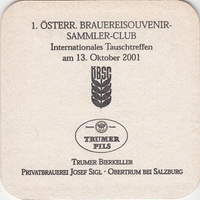 1. ÖSTERR. BRAUEREISOUVENIR-
SAMMLER-CLUB
Internationales Tauschtreffen
am 13. Oktober 2001
ÖBSC
TRUMER
PILS
TRUMER BIERKELLER
PRIVATBRAUEREI JOSEF SIGL · OBERTRUM BEI SALZBURG